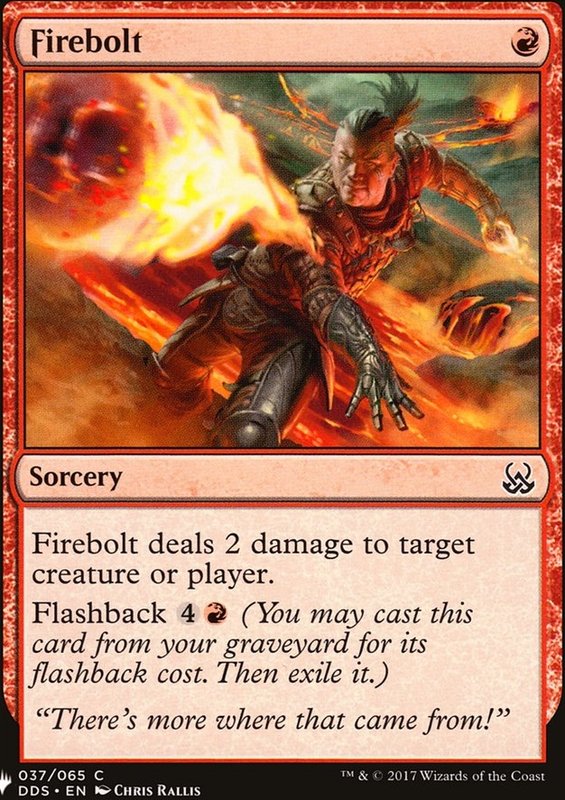 Firebolt
Sorcery
Firebolt deals 2 damage to target
creature or player.
Flashback 4 (You may cast this
card from your graveyard for its
flashback cost. Then exile it.)
“There’s more where that came from!”
037/065 C
DDS • EN Chris Rallis
™ & © 2017 Wizards of the Coast